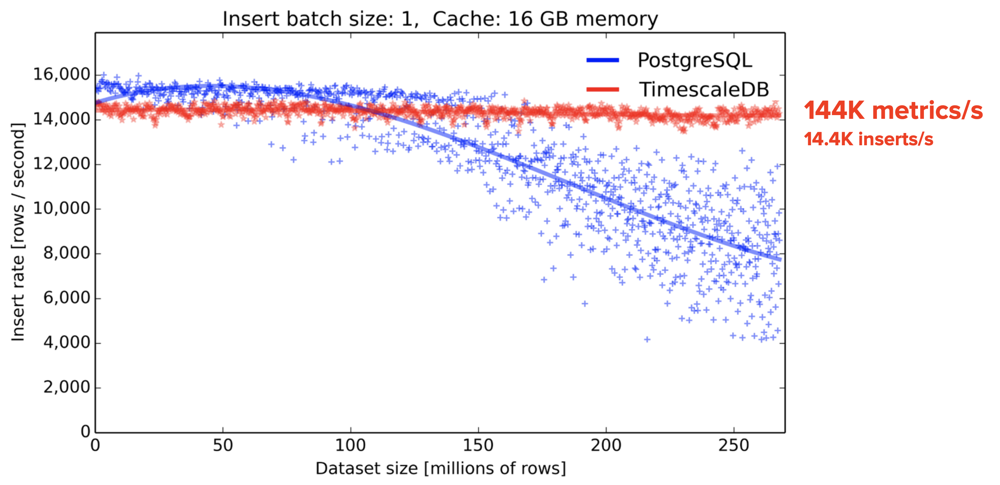 Insert batch size: 1,  Cache: 16 GB memory
PostgreSQL
TimescaleDB
144K metrics/s
14.4K inserts/s
Insert rate [rows / second]
16,000
14,000
12,000
10,000
8,000
6,000
4,000
2,000
0
0 50 100 150 200 250
Dataset size [millions of rows]